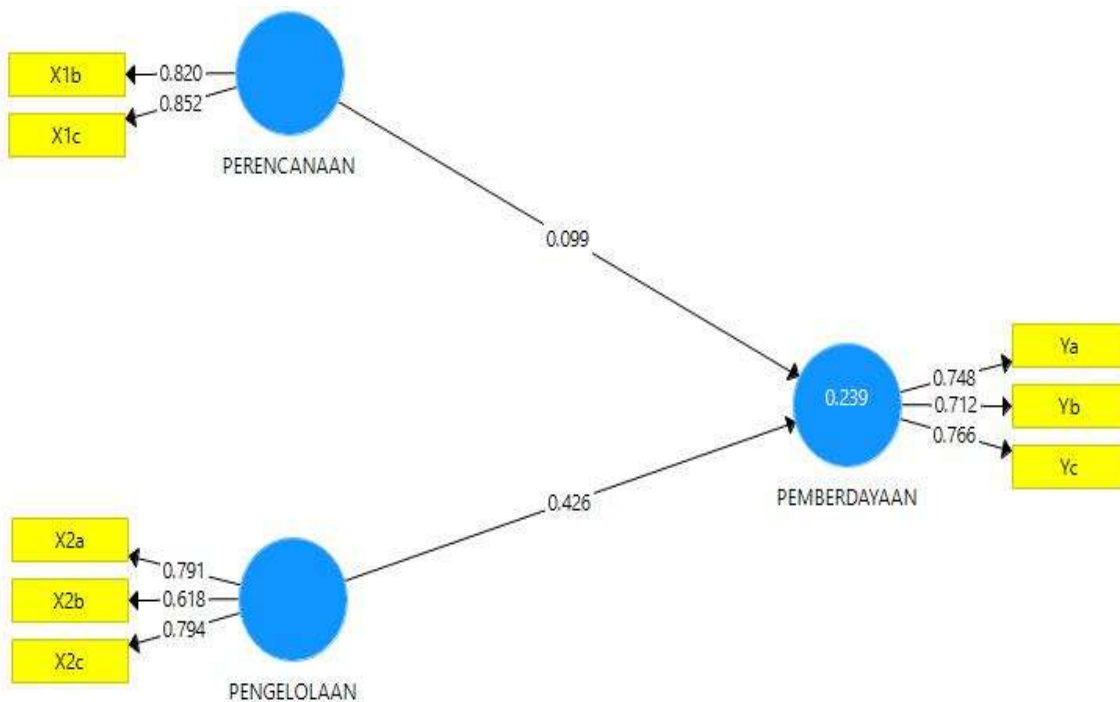 X1b
0.820
X1c
0.852
PERENCANAAN
0.099
0.239
PEMBERDAYAAN
Ya
0.748
Yb
0.712
Yc
0.766
0.426
X2a
0.791
X2b
0.618
X2c
0.794
PENGELOLAAN